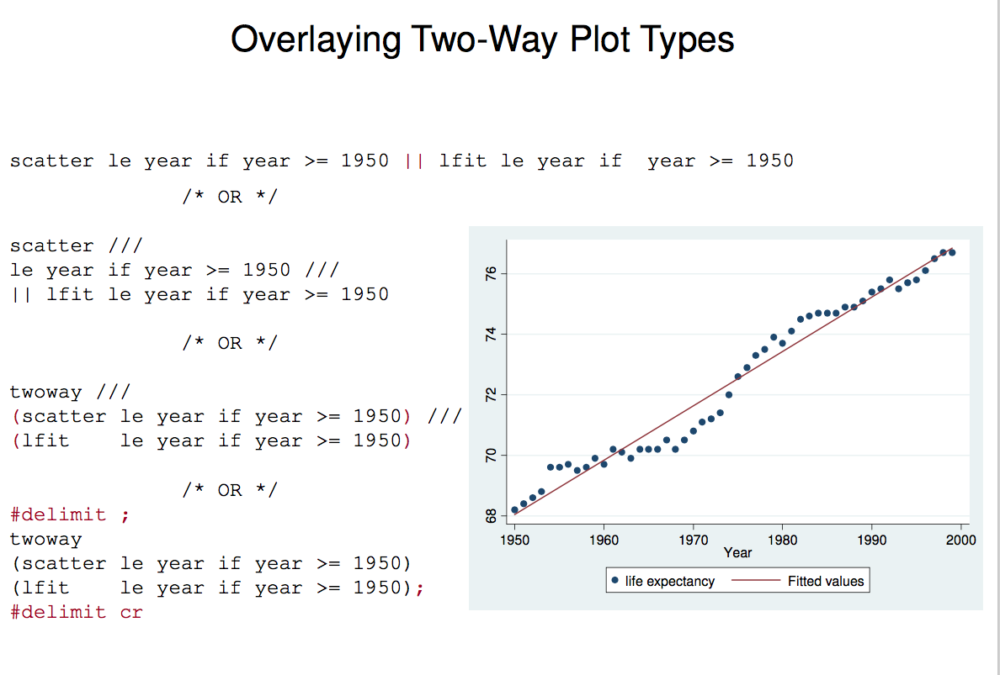 Overlaying Two-Way Plot Types
scatter le year if year >= 1950 || lfit le year if  year >= 1950
/* OR */
scatter ///
le year if year >= 1950 ///
|| lfit le year if year >= 1950
/* OR */
twoway ///
(scatter le year if year >= 1950) ///
(lfit    le year if year >= 1950)
/* OR */
#delimit ;
twoway
(scatter le year if year >= 1950)
(lfit    le year if year >= 1950);
#delimit cr
76
74
72
70
68
1950 1960 1970 1980 1990 2000
Year
life expectancy Fitted values